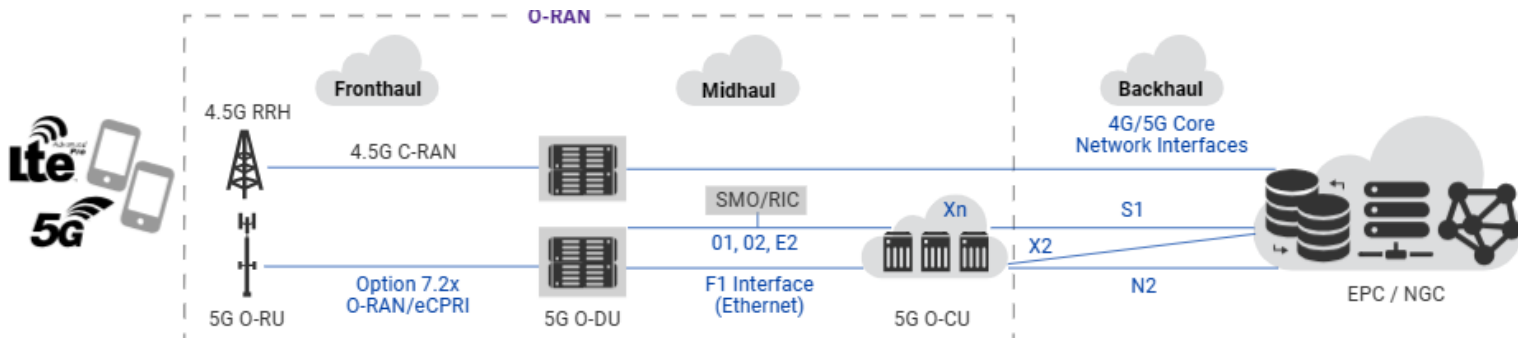 O-RAN
Fronthaul
Midhaul
Backhaul
4.5G RRH
4G/5G Core
Network Interfaces
Lte
Advanced
Pro
4.5G C-RAN
SMO/RIC
Xn
S1
5G
01, 02, E2
X2
Option 7.2x
O-RAN/eCPRI
F1 Interface
(Ethernet)
N2
EPC / NGC
5G O-RU
5G O-DU
5G O-CU